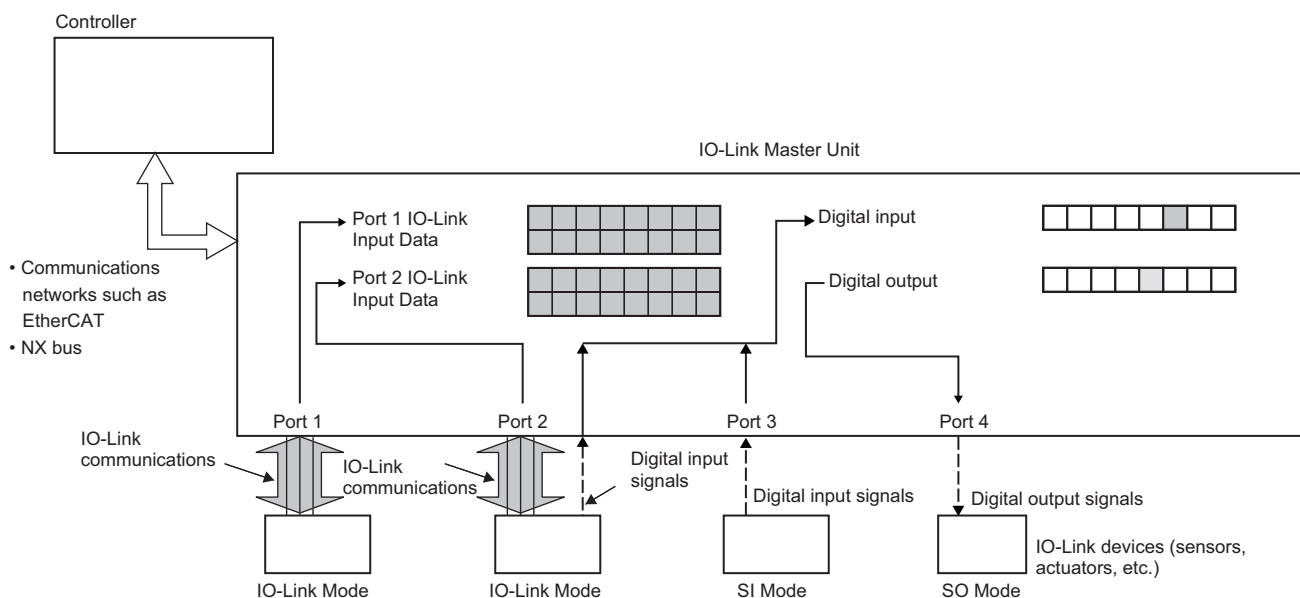 Controller
IO-Link Master Unit
Port 1 IO-Link
Input Data
Digital input
Port 2 IO-Link
Input Data
Digital output
• Communications
networks such as
EtherCAT
• NX bus
Port 1
Port 2
Port 3
Port 4
IO-Link
communications
IO-Link
communications
Digital input
signals
Digital input signals
Digital output signals
IO-Link devices (sensors,
actuators, etc.)
IO-Link Mode
IO-Link Mode
SI Mode
SO Mode